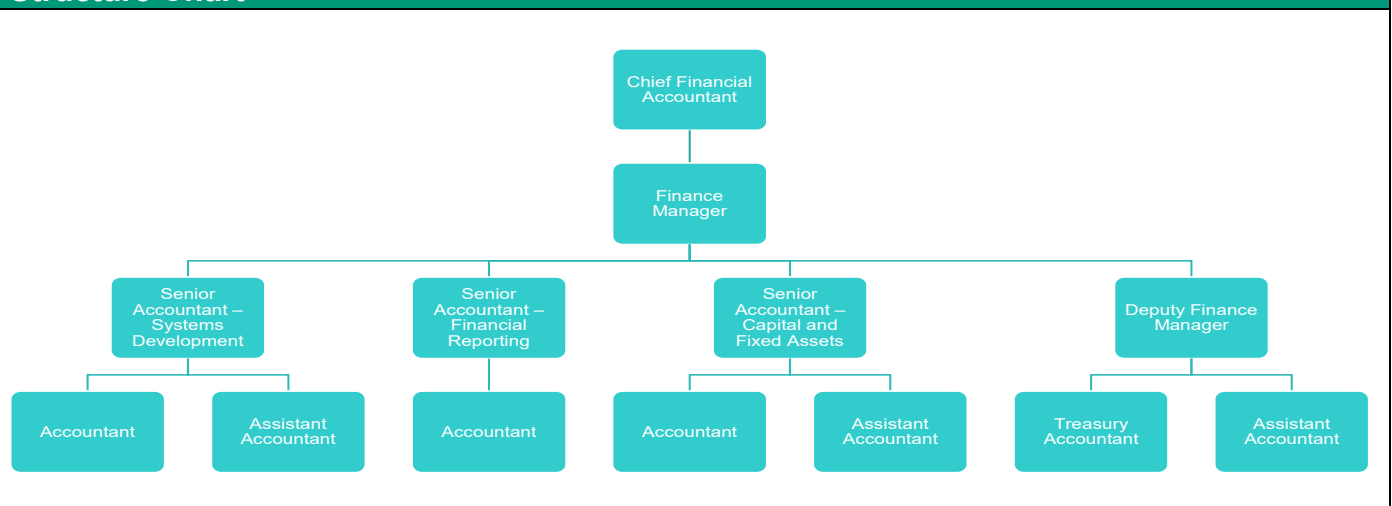 Chief Financial
Accountant
Finance
Manager
Senior
Accountant –
Systems
Development
Senior
Accountant –
Financial
Reporting
Senior
Accountant –
Capital and
Fixed Assets
Deputy Finance
Manager
Accountant
Assistant
Accountant
Accountant
Accountant
Assistant
Accountant
Treasury
Accountant
Assistant
Accountant